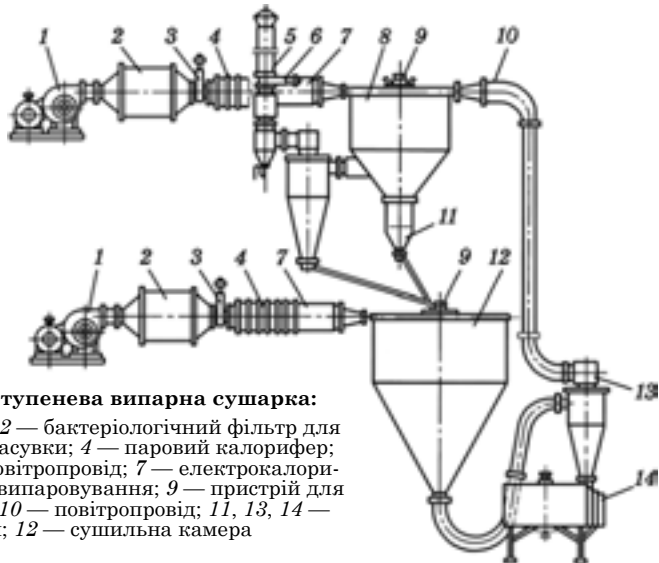 1
2
3
4
5
6
7
8
9
10
11
1
2
3
4
7
9
12
13
14
тупенева випарна сушарка:
2 — бактеріологічний фільтр для
асувки; 4 — паровий калорифер;
овітропровід; 7 — електрокалори-
випаровування; 9 — пристрій для
10 — повітропровід; 11, 13, 14 —
; 12 — сушильна камера